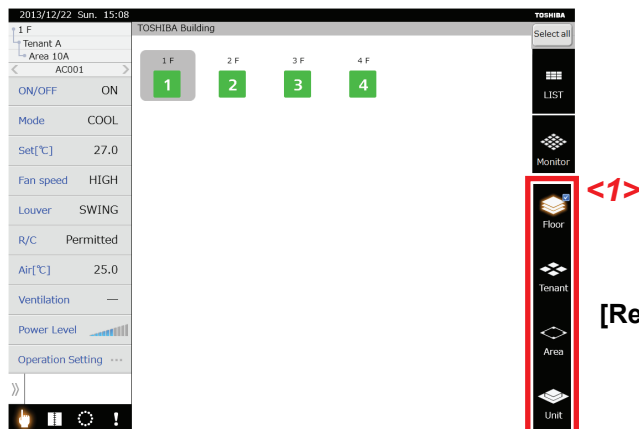 2013/12/22 Sun. 15:08
TOSHIBA
1 F
Tenant A
Area 10A
< AC001 >
TOSHIBA Building
Select all
1 F 2 F 3 F 4 F
1 2 3 4
ON/OFF ON
Mode COOL
Set[℃] 27.0
Fan speed HIGH
Louver SWING
R/C Permitted
Air[℃] 25.0
Ventilation —
Power Level
Operation Setting ···
LIST
Monitor
<1>
Floor
Tenant
[Re
Area
Unit